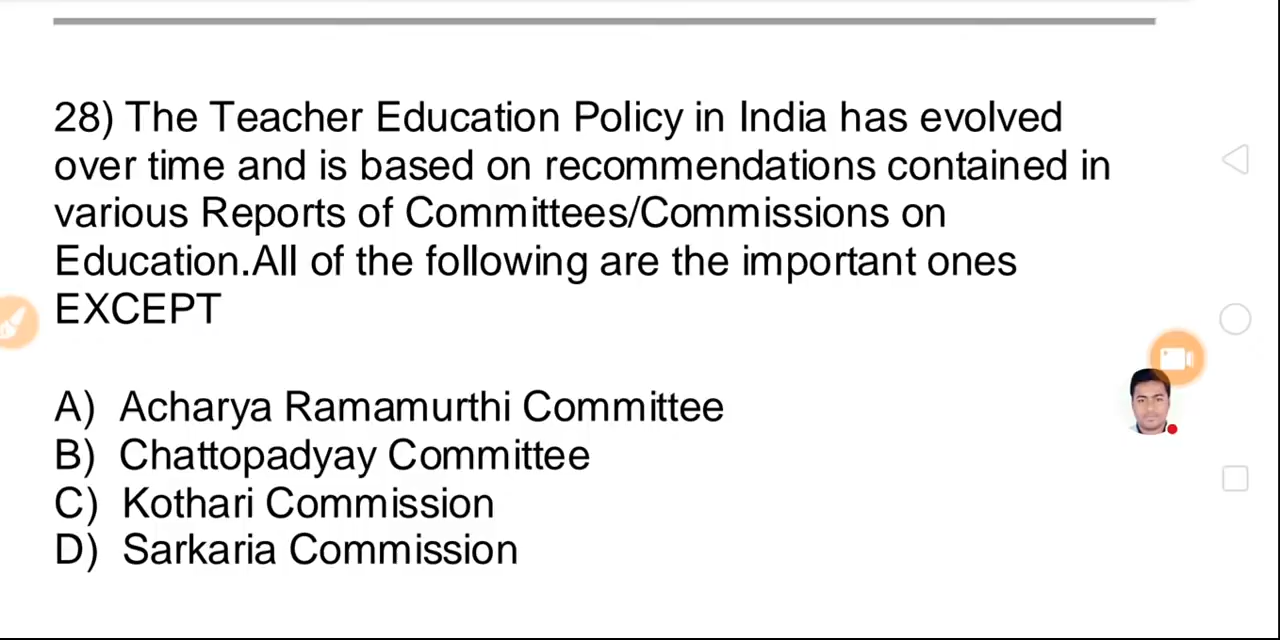 28) The Teacher Education Policy in India has evolved
over time and is based on recommendations contained in
various Reports of Committees/Commissions on
Education.All of the following are the important ones
EXCEPT
A) Acharya Ramamurthi Committee
B) Chattopadyay Committee
C) Kothari Commission
D) Sarkaria Commission